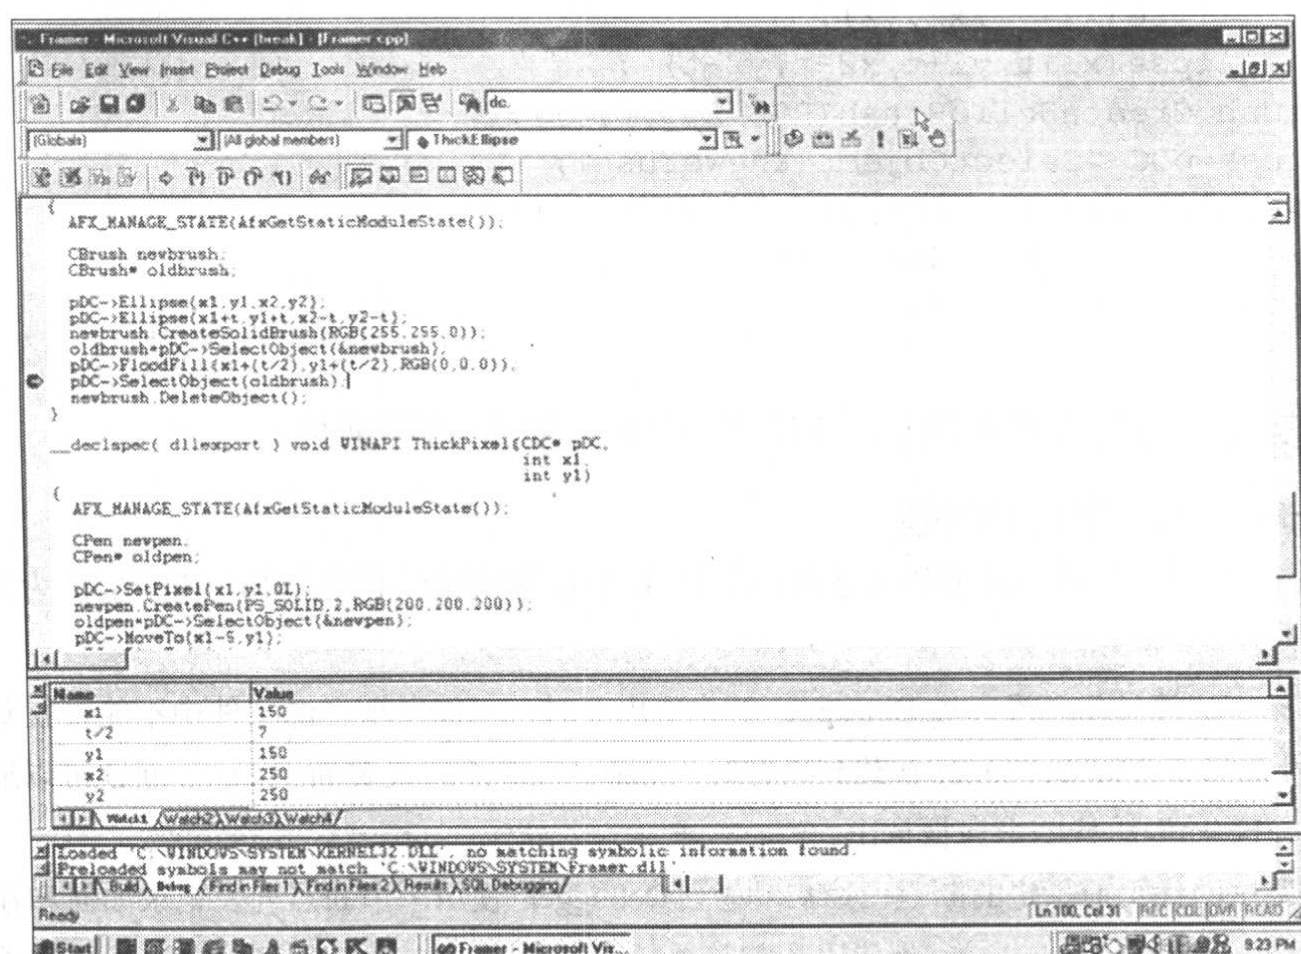 Framer - Microsoft Visual C++ [break] - [Framer.cpp]
File Edit View Insert Project Debug Tools Window Help
dc.
(Globals) (All global members) ThickEllipse
{
AFX_MANAGE_STATE(AfxGetStaticModuleState());
CBrush newbrush;
CBrush* oldbrush;
pDC->Ellipse(x1,y1,x2,y2);
pDC->Ellipse(x1+t,y1+t,x2-t,y2-t);
newbrush.CreateSolidBrush(RGB(255,255,0));
oldbrush=pDC->SelectObject(&newbrush);
pDC->FloodFill(x1+(t/2),y1+(t/2),RGB(0,0,0));
pDC->SelectObject(oldbrush);
newbrush.DeleteObject();
}
__declspec( dllexport ) void WINAPI ThickPixel(CDC* pDC,
int x1,
int y1)
{
AFX_MANAGE_STATE(AfxGetStaticModuleState());
CPen newpen;
CPen* oldpen;
pDC->SetPixel(x1,y1,0L);
newpen.CreatePen(PS_SOLID,2,RGB(200,200,200));
oldpen=pDC->SelectObject(&newpen);
pDC->MoveTo(x1-5,y1);
Name Value
x1 150
t/2 7
y1 150
x2 250
y2 250
Watch1 Watch2 Watch3 Watch4
Loaded 'C:\WINDOWS\SYSTEM\KERNEL32.DLL', no matching symbolic information found.
Preloaded symbols may not match 'C:\WINDOWS\SYSTEM\Framer.dll'
Build Debug Find in Files 1 Find in Files 2 Results SQL Debugging
Ready Ln 100, Col 31 REC COL OVR READ
Start Framer - Microsoft Vis... 9:23 PM